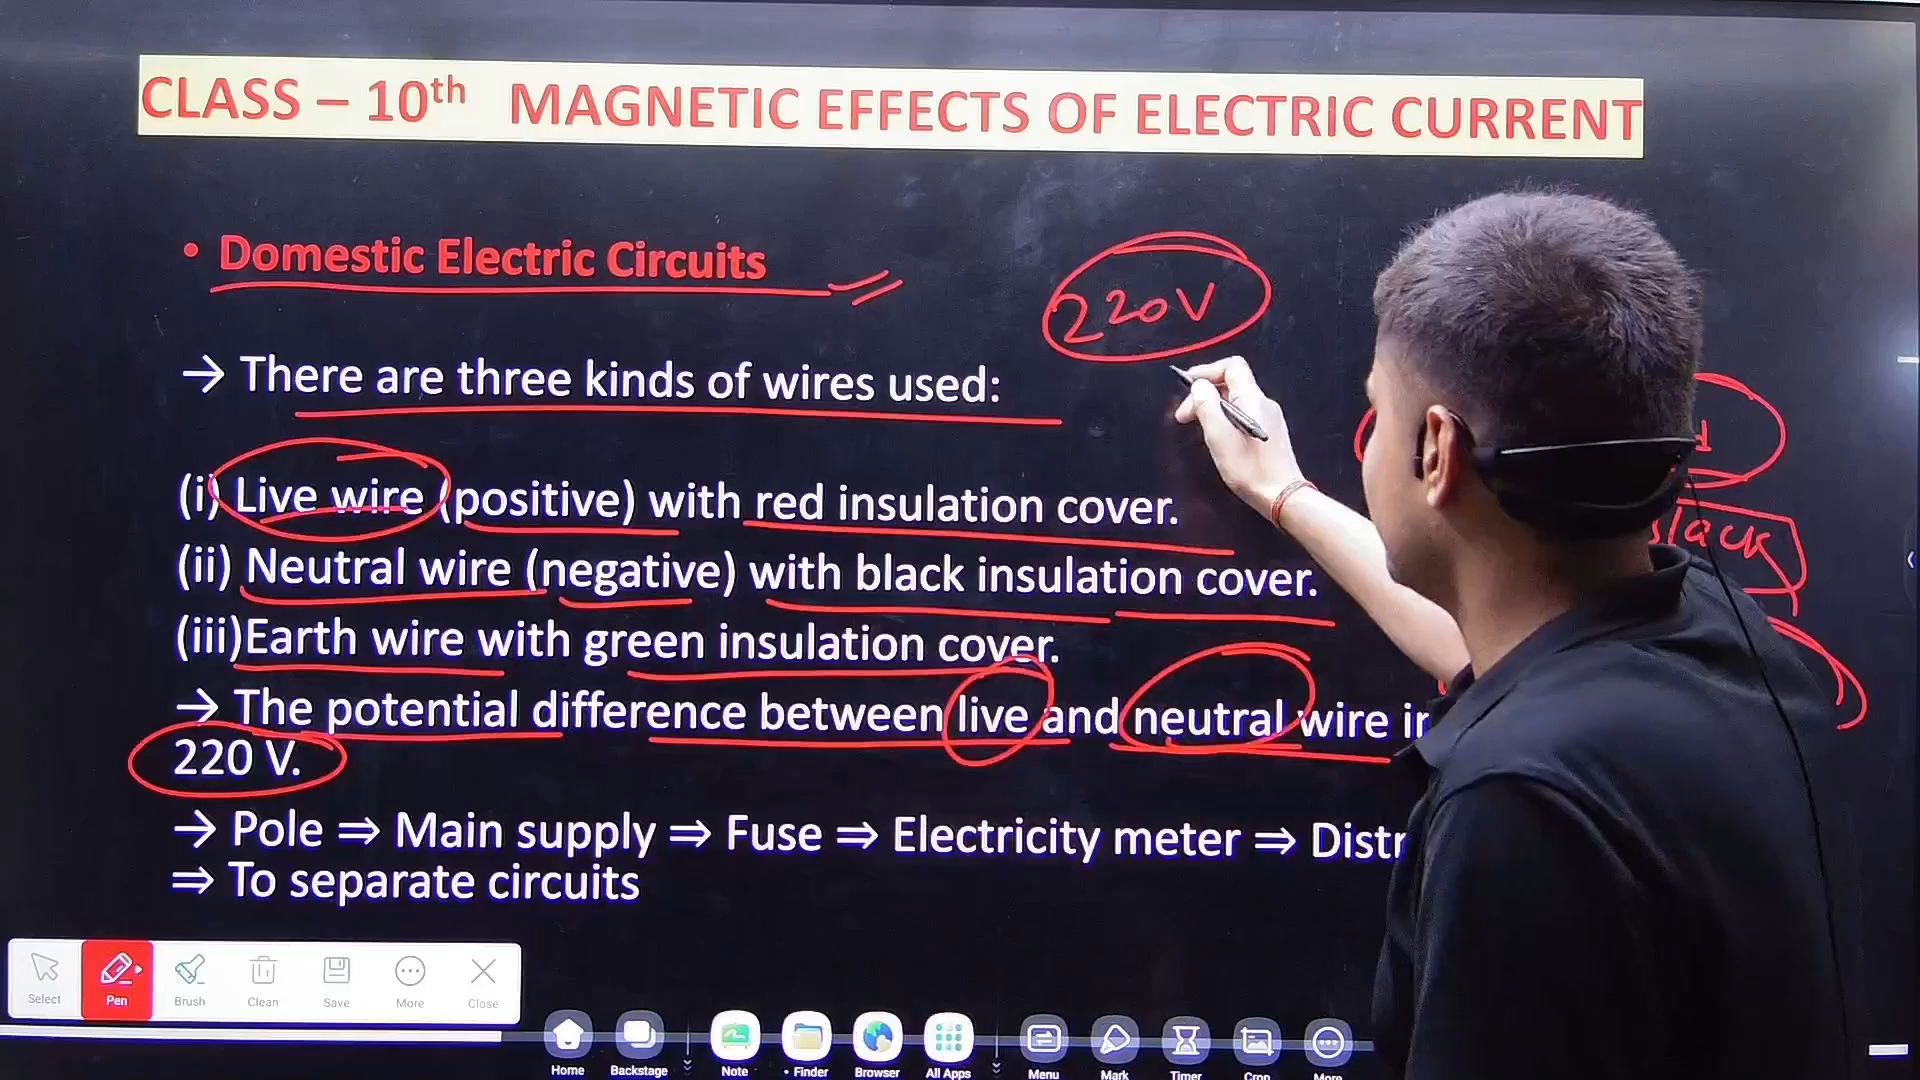 CLASS – 10th MAGNETIC EFFECTS OF ELECTRIC CURRENT
• Domestic Electric Circuits
220V
→ There are three kinds of wires used:
(i) Live wire (positive) with red insulation cover.
black
(ii) Neutral wire (negative) with black insulation cover.
(iii)Earth wire with green insulation cover.
→ The potential difference between live and neutral wire
220 V.
→ Pole ⇒ Main supply ⇒ Fuse ⇒ Electricity meter ⇒
⇒ To separate circuits
Select Pen Brush Clean Save More Close
Home Backstage Note • Finder Browser All Apps Menu Mark Timer Crop More